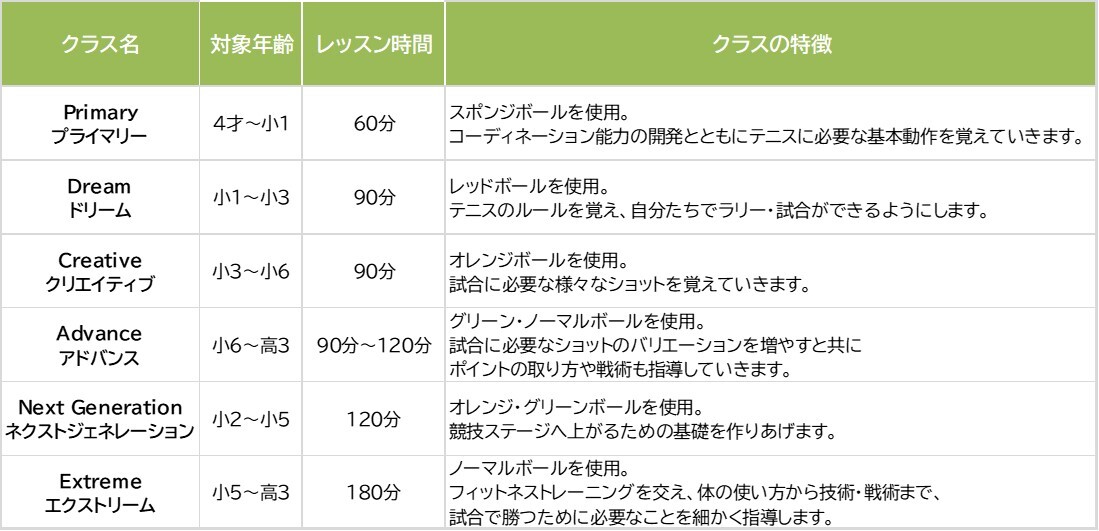 クラス名 対象年齢 レッスン時間 クラスの特徴
Primary
プライマリー
4才～小1
60分
スポンジボールを使用。
コーディネーション能力の開発とともにテニスに必要な基本動作を覚えていきます。
Dream
ドリーム
小1～小3
90分
レッドボールを使用。
テニスのルールを覚え、自分たちでラリー・試合ができるようにします。
Creative
クリエイティブ
小3～小6
90分
オレンジボールを使用。
試合に必要な様々なショットを覚えていきます。
Advance
アドバンス
小6～高3
90分～120分
グリーン・ノーマルボールを使用。
試合に必要なショットのバリエーションを増やすと共に
ポイントの取り方や戦術も指導していきます。
Next Generation
ネクストジェネレーション
小2～小5
120分
オレンジ・グリーンボールを使用。
競技ステージへ上がるための基礎を作りあげます。
Extreme
エクストリーム
小5～高3
180分
ノーマルボールを使用。
フィットネストレーニングを交え、体の使い方から技術・戦術まで、
試合で勝つために必要なことを細かく指導します。